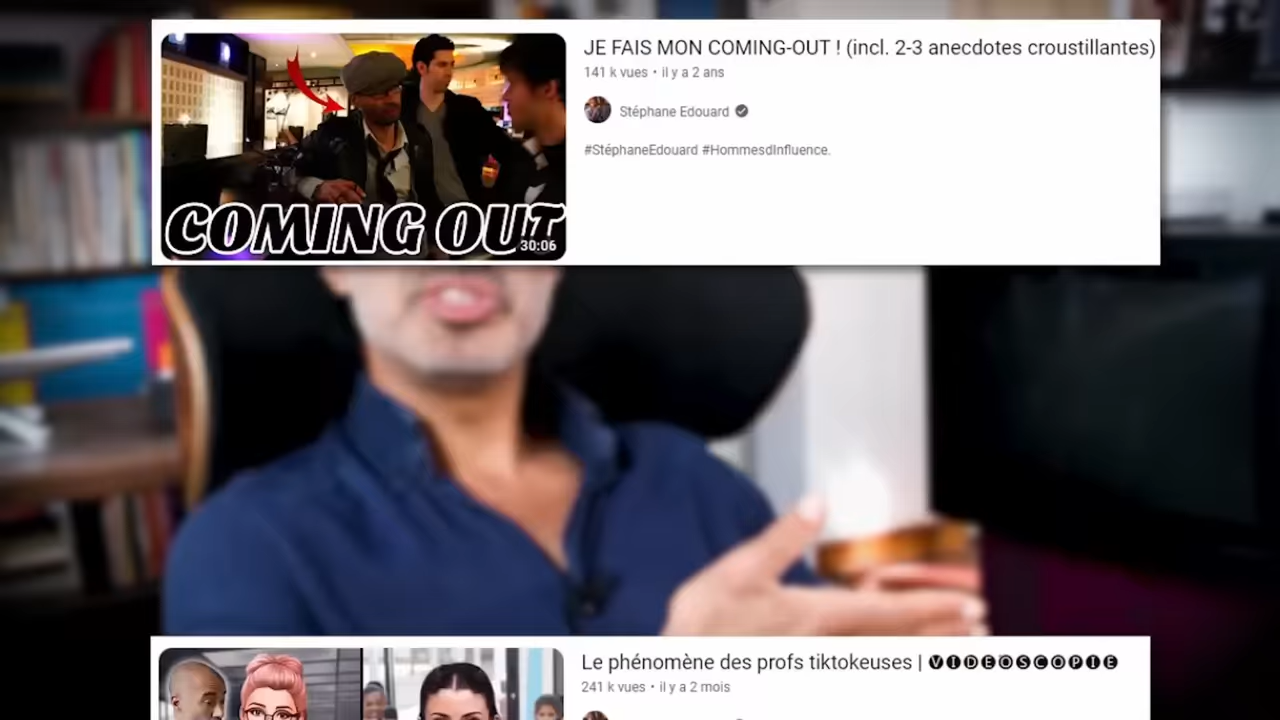 JE FAIS MON COMING-OUT ! (incl. 2-3 anecdotes croustillantes)
141 k vues • il y a 2 ans
Stéphane Edouard
#StéphaneEdouard #HommesdInfluence.
COMING OUT
30:06
Le phénomène des profs tiktokeuses | 🅥🅘🅓🅔🅞🅢🅒🅞🅟🅘🅔
241 k vues • il y a 2 mois